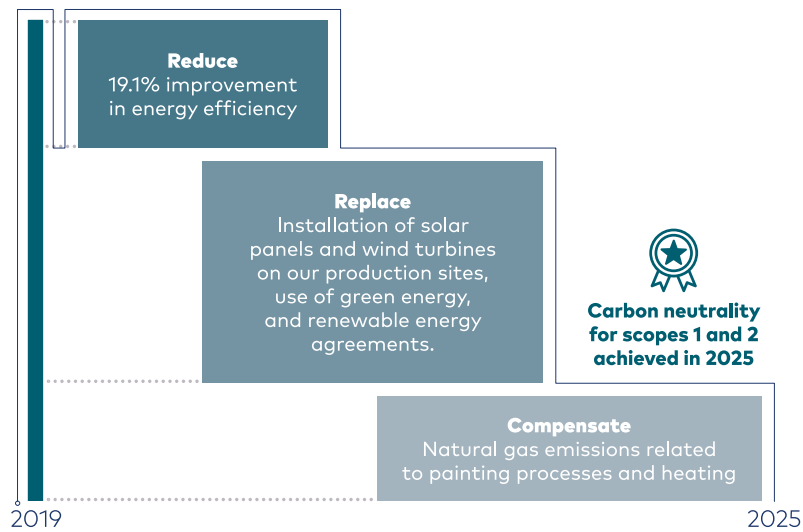 Reduce
19.1% improvement
in energy efficiency
Replace
Installation of solar
panels and wind turbines
on our production sites,
use of green energy,
and renewable energy
agreements.
Carbon neutrality
for scopes 1 and 2
achieved in 2025
Compensate
Natural gas emissions related
to painting processes and heating
2019
2025